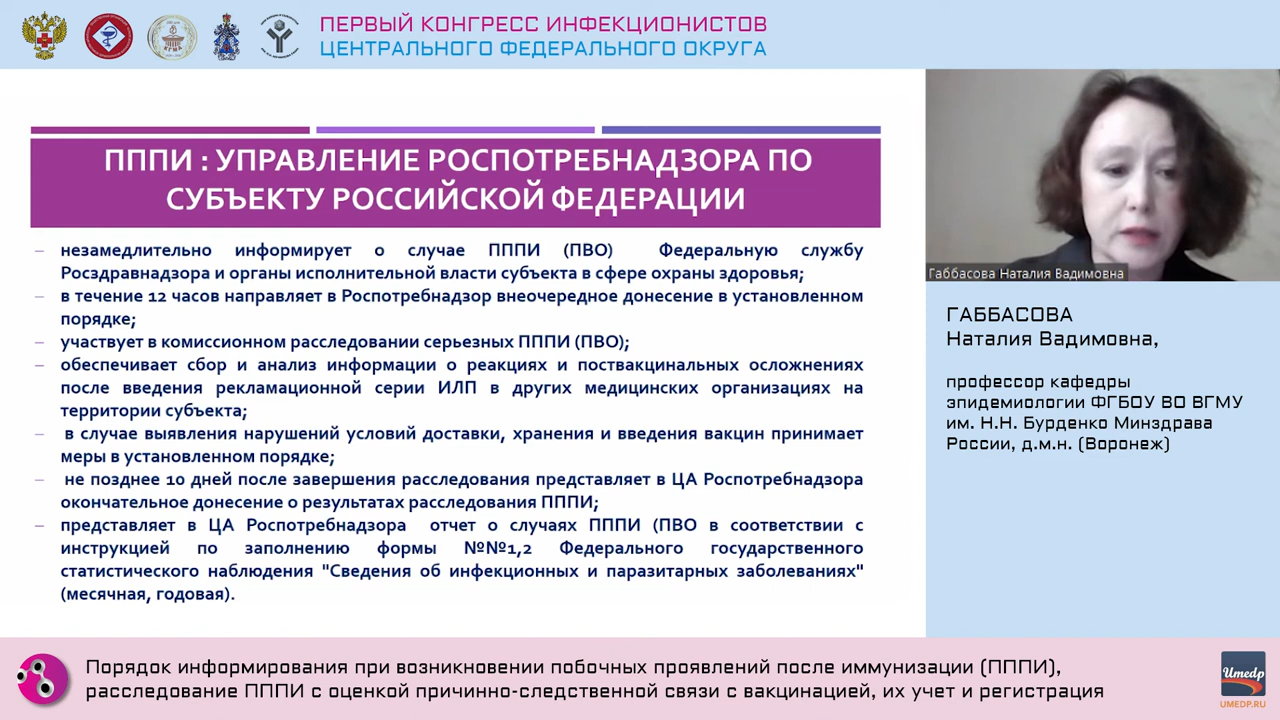 ПЕРВЫЙ КОНГРЕСС ИНФЕКЦИОНИСТОВ
ЦЕНТРАЛЬНОГО ФЕДЕРАЛЬНОГО ОКРУГА
ПППИ : УПРАВЛЕНИЕ РОСПОТРЕБНАДЗОРА ПО
СУБЪЕКТУ РОССИЙСКОЙ ФЕДЕРАЦИИ
– незамедлительно информирует о случае ПППИ (ПВО) Федеральную службу
Росздравнадзора и органы исполнительной власти субъекта в сфере охраны здоровья;
– в течение 12 часов направляет в Роспотребнадзор внеочередное донесение в установленном
порядке;
– участвует в комиссионном расследовании серьезных ПППИ (ПВО);
– обеспечивает сбор и анализ информации о реакциях и поствакцинальных осложнениях
после введения рекламационной серии ИЛП в других медицинских организациях на
территории субъекта;
– в случае выявления нарушений условий доставки, хранения и введения вакцин принимает
меры в установленном порядке;
– не позднее 10 дней после завершения расследования представляет в ЦА Роспотребнадзора
окончательное донесение о результатах расследования ПППИ;
– представляет в ЦА Роспотребнадзора отчет о случаях ПППИ (ПВО в соответствии с
инструкцией по заполнению формы №№1,2 Федерального государственного
статистического наблюдения "Сведения об инфекционных и паразитарных заболеваниях"
(месячная, годовая).
Габбасова Наталия Вадимовна
ГАББАСОВА
Наталия Вадимовна,
профессор кафедры
эпидемиологии ФГБОУ ВО ВГМУ
им. Н.Н. Бурденко Минздрава
России, д.м.н. (Воронеж)
Порядок информирования при возникновении побочных проявлений после иммунизации (ПППИ),
расследование ПППИ с оценкой причинно-следственной связи с вакцинацией, их учет и регистрация
Umedp
UMEDP.RU